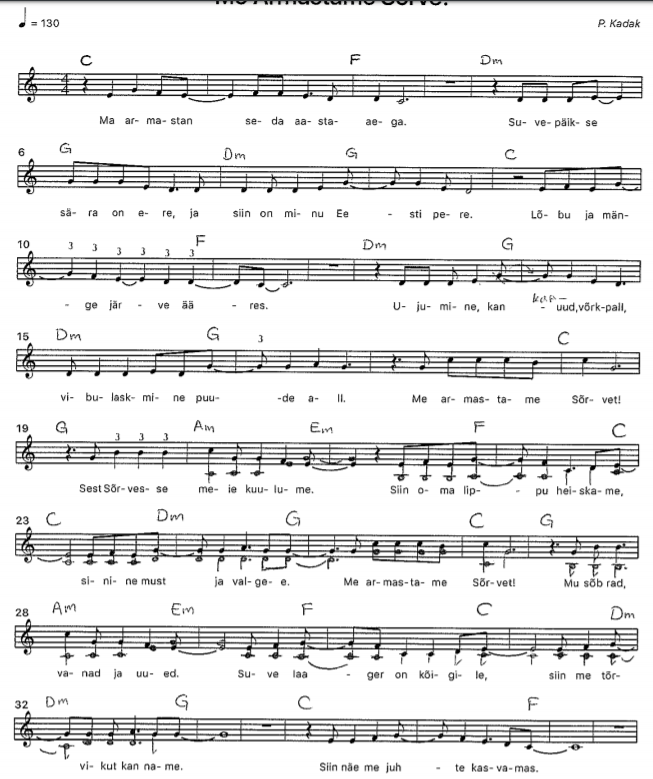 Me Armastame Sõrve!
= 130
P. Kadak
C F Dm
4
4
Ma ar- ma- stan se- da aa- sta- ae- ga. Su- ve- päik- se
6 G Dm G C
sä- ra on e- re, ja siin on mi- nu Ee - sti pe- re. Lõ- bu ja män-
10 3 3 3 3 3 3 F Dm G
- ge jär- ve ää - res. U- ju- mi- ne, kan - uud, võrk- pall,
15 Dm G 3 C
vi- bu- lask- mi- ne puu- -de a- ll. Me ar- mas- ta- me Sõr- vet!
19 G 3 3 3 Am Em F C
Sest Sõr- ves- se me- ie kuu- lu- me. Siin o- ma lip- - pu hei- ska- me,
23 C Dm G C G
si- ni- ne must ja val- ge- e. Me ar- mas- ta- me Sõr- vet! Mu sõb rad,
28 Am Em F C Dm
va- nad ja uu- ed. Su- ve laa - ger on kõi- gi- le, siin me tõr-
32 Dm G C F
vi- kut kan na- me. Siin näe me juh - te kas- va- mas.